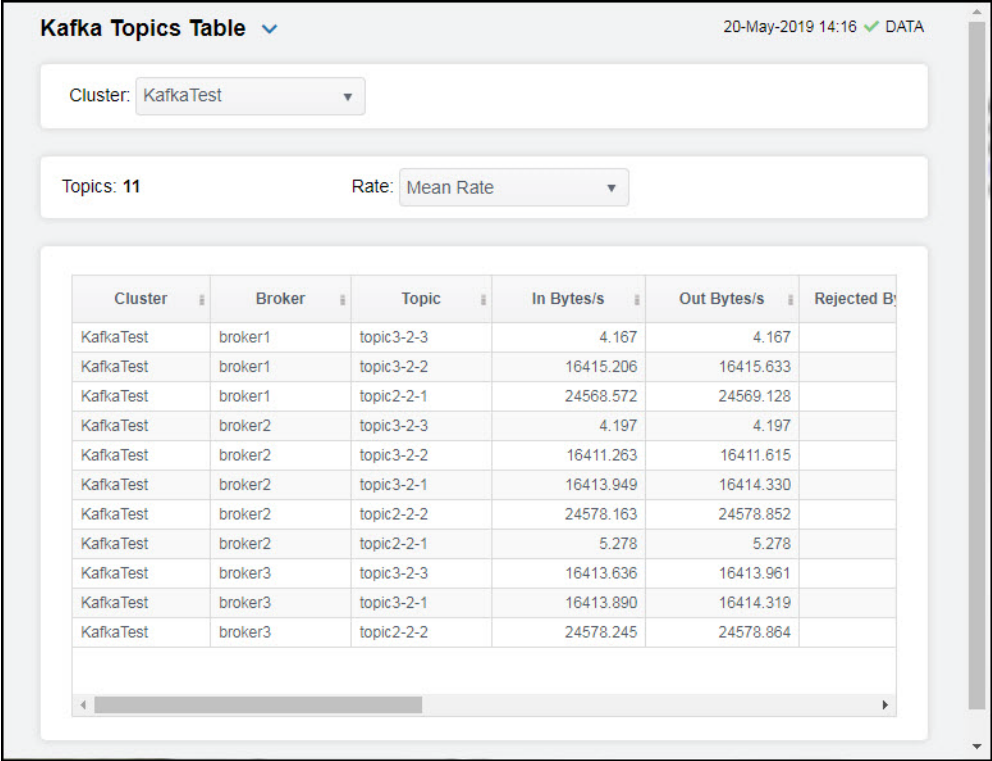 Kafka Topics Table
20-May-2019 14:16 DATA
Cluster: KafkaTest
Topics: 11 Rate: Mean Rate
Cluster Broker Topic In Bytes/s Out Bytes/s Rejected By
KafkaTest broker1 topic3-2-3 4.167 4.167
KafkaTest broker1 topic3-2-2 16415.206 16415.633
KafkaTest broker1 topic2-2-1 24568.572 24569.128
KafkaTest broker2 topic3-2-3 4.197 4.197
KafkaTest broker2 topic3-2-2 16411.263 16411.615
KafkaTest broker2 topic3-2-1 16413.949 16414.330
KafkaTest broker2 topic2-2-2 24578.163 24578.852
KafkaTest broker2 topic2-2-1 5.278 5.278
KafkaTest broker3 topic3-2-3 16413.636 16413.961
KafkaTest broker3 topic3-2-1 16413.890 16414.319
KafkaTest broker3 topic2-2-2 24578.245 24578.864